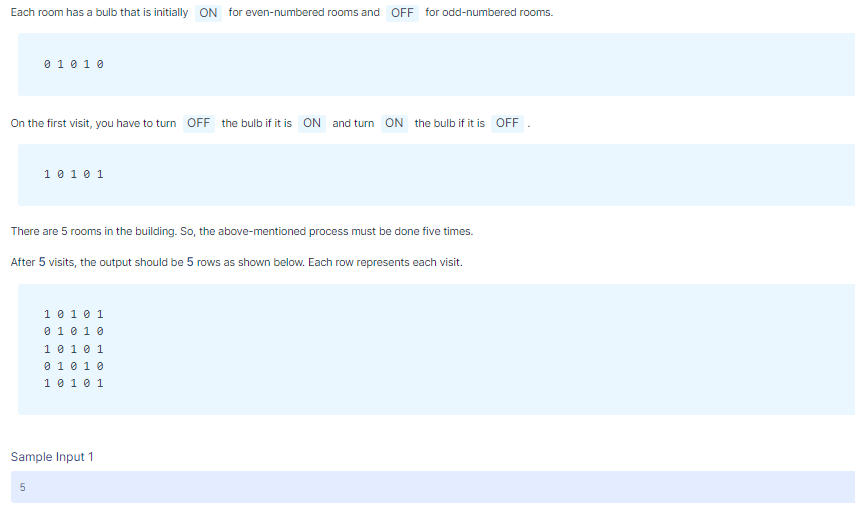 Each room has a bulb that is initially ON for even-numbered rooms and OFF for odd-numbered rooms.
0 1 0 1 0
On the first visit, you have to turn OFF the bulb if it is ON and turn ON the bulb if it is OFF .
1 0 1 0 1
There are 5 rooms in the building. So, the above-mentioned process must be done five times.
After 5 visits, the output should be 5 rows as shown below. Each row represents each visit.
1 0 1 0 1
0 1 0 1 0
1 0 1 0 1
0 1 0 1 0
1 0 1 0 1
Sample Input 1
5